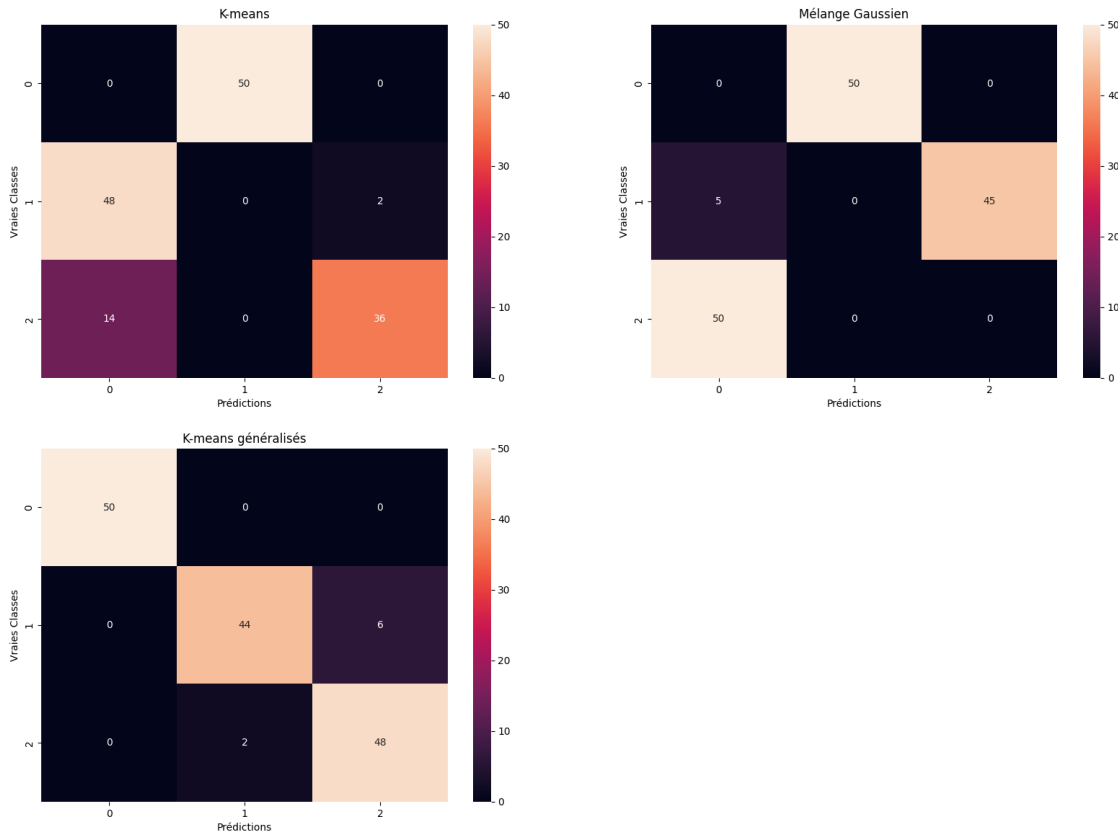 K-means
0 50 0
48 0 2
14 0 36
0
1
2
0 1 2
Vraies Classes
Prédictions
50
40
30
20
10
0
Mélange Gaussien
0 50 0
5 0 45
50 0 0
0
1
2
0 1 2
Vraies Classes
Prédictions
50
40
30
20
10
0
K-means généralisés
50 0 0
0 44 6
0 2 48
0
1
2
0 1 2
Vraies Classes
Prédictions
50
40
30
20
10
0